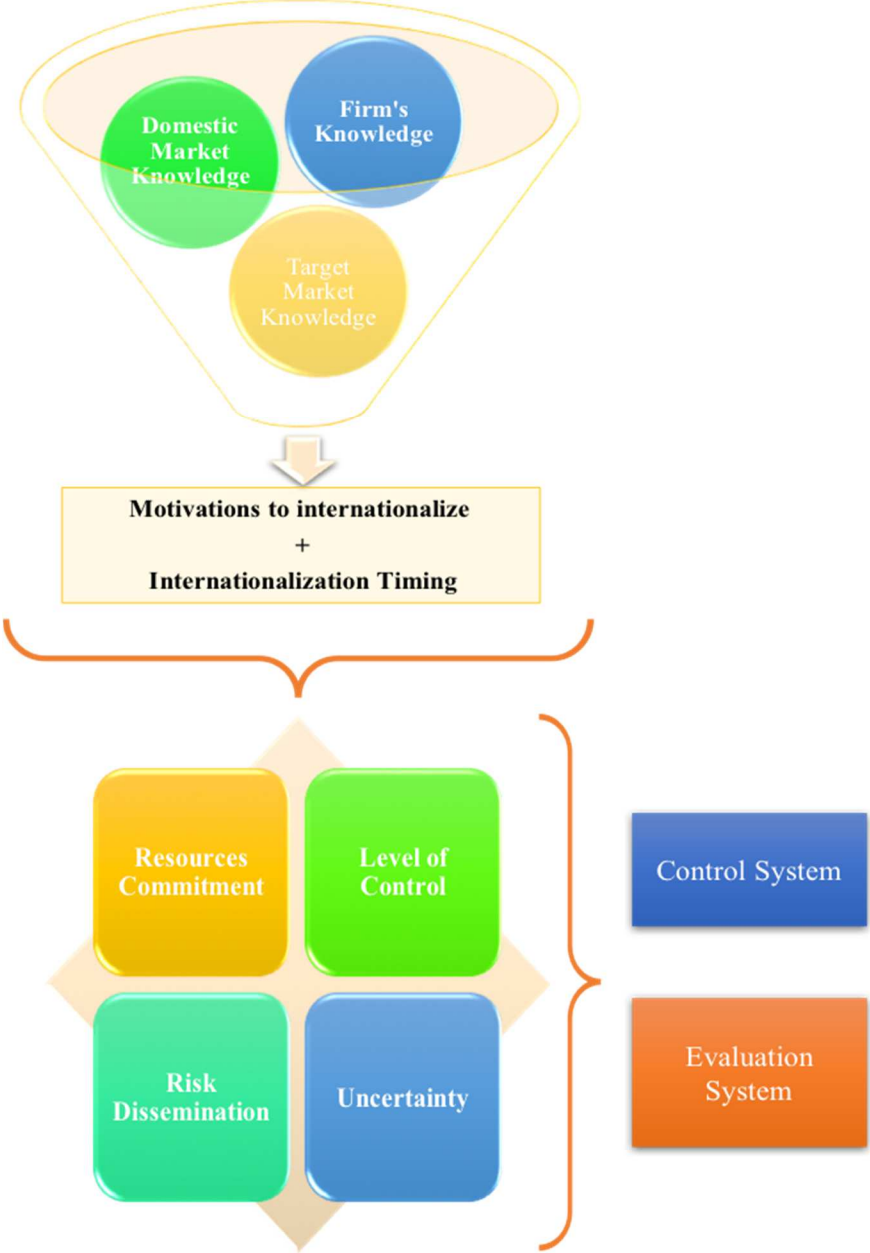 Domestic
Market
Knowledge
Firm's
Knowledge
Target
Market
Knowledge
Motivations to internationalize
+
Internationalization Timing
Resources
Commitment
Level of
Control
Risk
Dissemination
Uncertainty
Control System
Evaluation
System